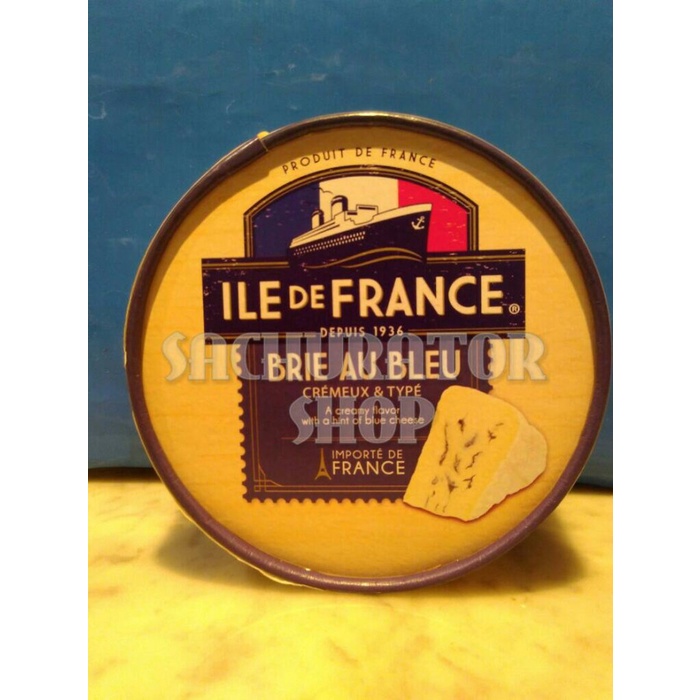 PRODUIT DE FRANCE
ILE DE FRANCE®
DEPUIS 1936
SACHURATOR
BRIE AU BLEU
CRÉMEUX & TYPÉ
SHOP
A creamy flavor
with a hint of blue cheese
IMPORTÉ DE
FRANCE